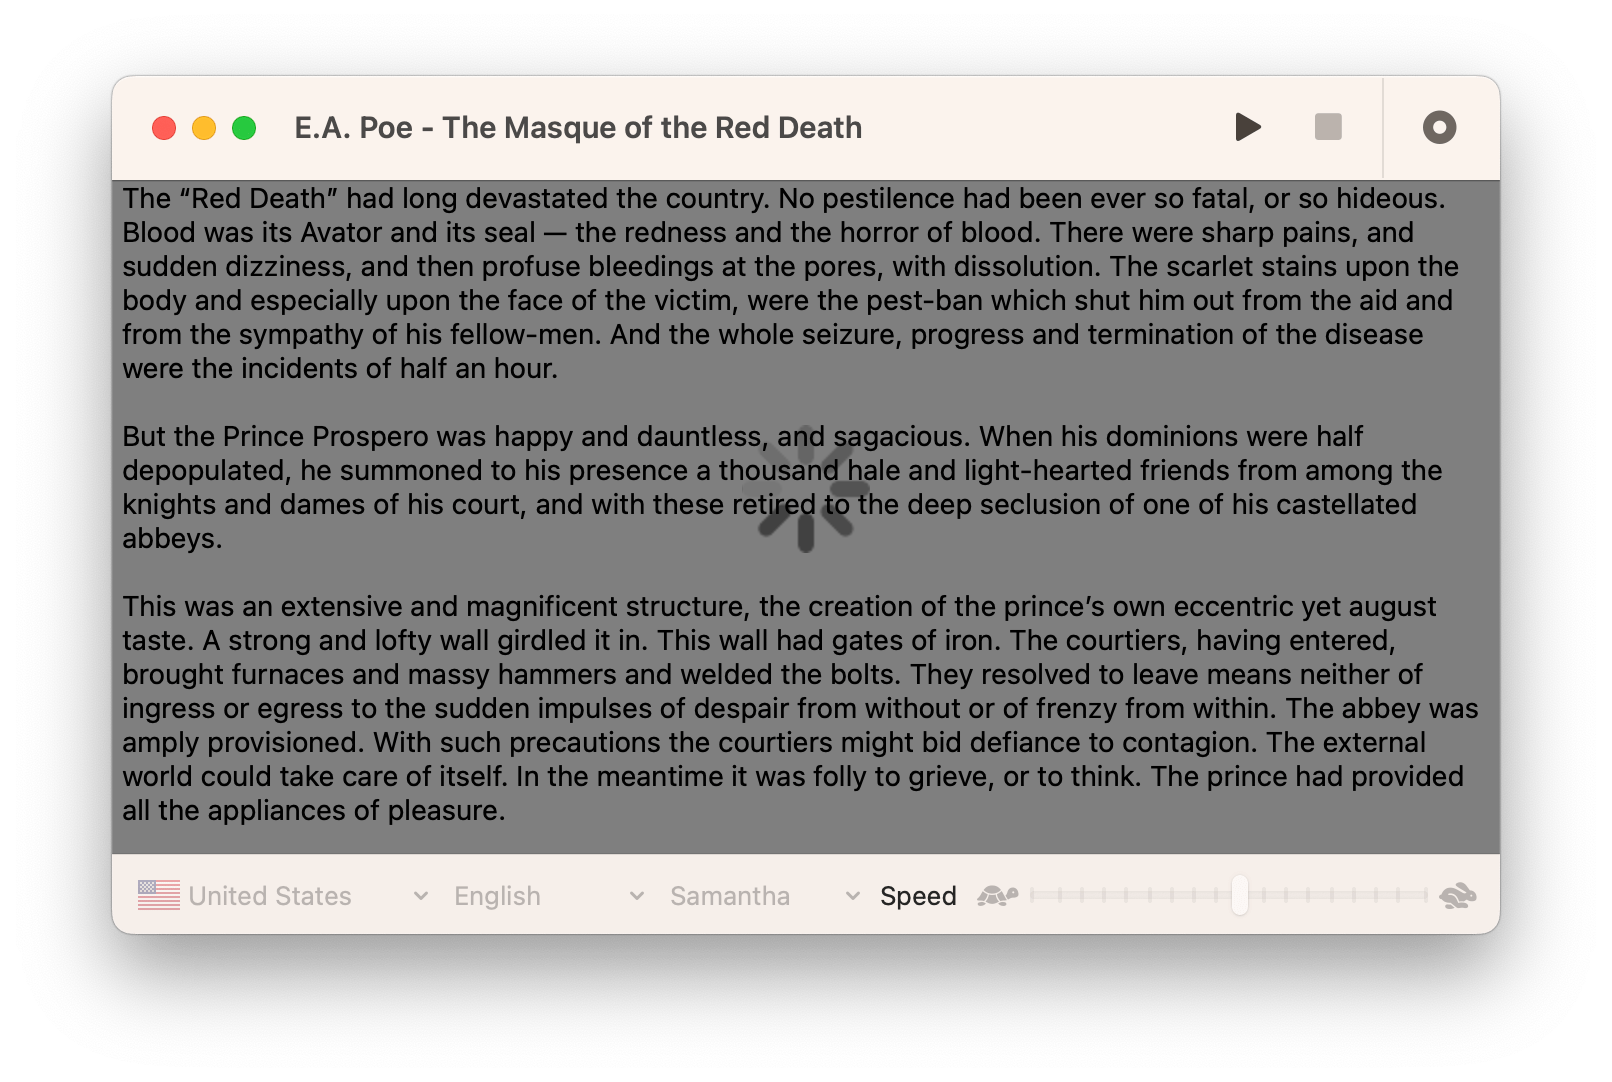 E.A. Poe - The Masque of the Red Death
The “Red Death” had long devastated the country. No pestilence had been ever so fatal, or so hideous.
Blood was its Avator and its seal — the redness and the horror of blood. There were sharp pains, and
sudden dizziness, and then profuse bleedings at the pores, with dissolution. The scarlet stains upon the
body and especially upon the face of the victim, were the pest-ban which shut him out from the aid and
from the sympathy of his fellow-men. And the whole seizure, progress and termination of the disease
were the incidents of half an hour.
But the Prince Prospero was happy and dauntless, and sagacious. When his dominions were half
depopulated, he summoned to his presence a thousand hale and light-hearted friends from among the
knights and dames of his court, and with these retired to the deep seclusion of one of his castellated
abbeys.
This was an extensive and magnificent structure, the creation of the prince’s own eccentric yet august
taste. A strong and lofty wall girdled it in. This wall had gates of iron. The courtiers, having entered,
brought furnaces and massy hammers and welded the bolts. They resolved to leave means neither of
ingress or egress to the sudden impulses of despair from without or of frenzy from within. The abbey was
amply provisioned. With such precautions the courtiers might bid defiance to contagion. The external
world could take care of itself. In the meantime it was folly to grieve, or to think. The prince had provided
all the appliances of pleasure.
United States English Samantha Speed